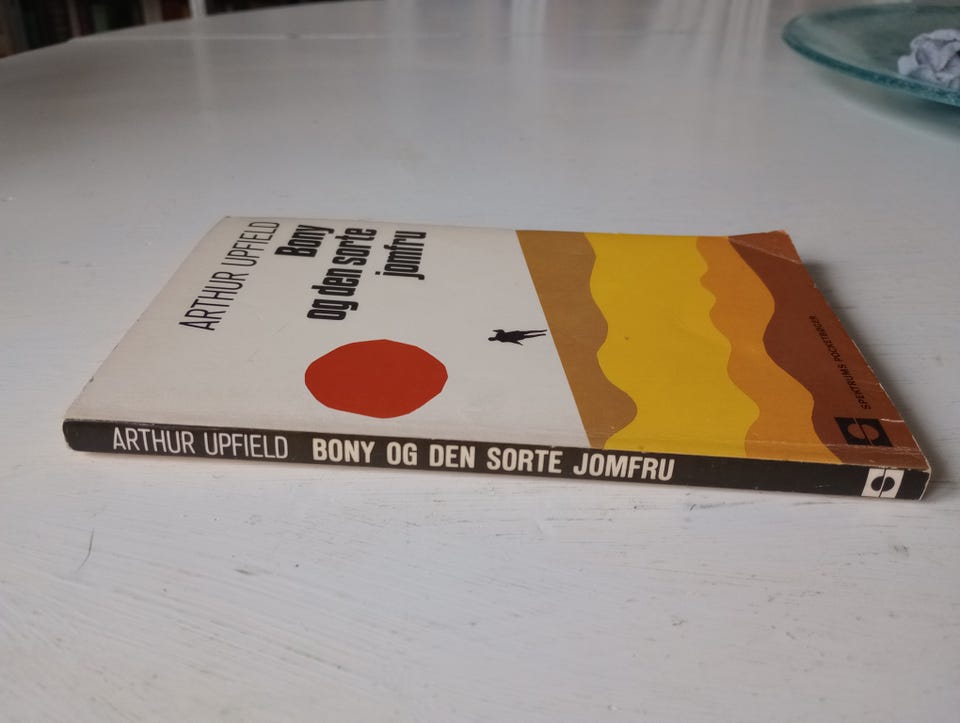 ARTHUR UPFIELD
Bony
og den sorte
jomfru
SPEKTRUMS POCKETBØGER
ARTHUR UPFIELD BONY OG DEN SORTE JOMFRU